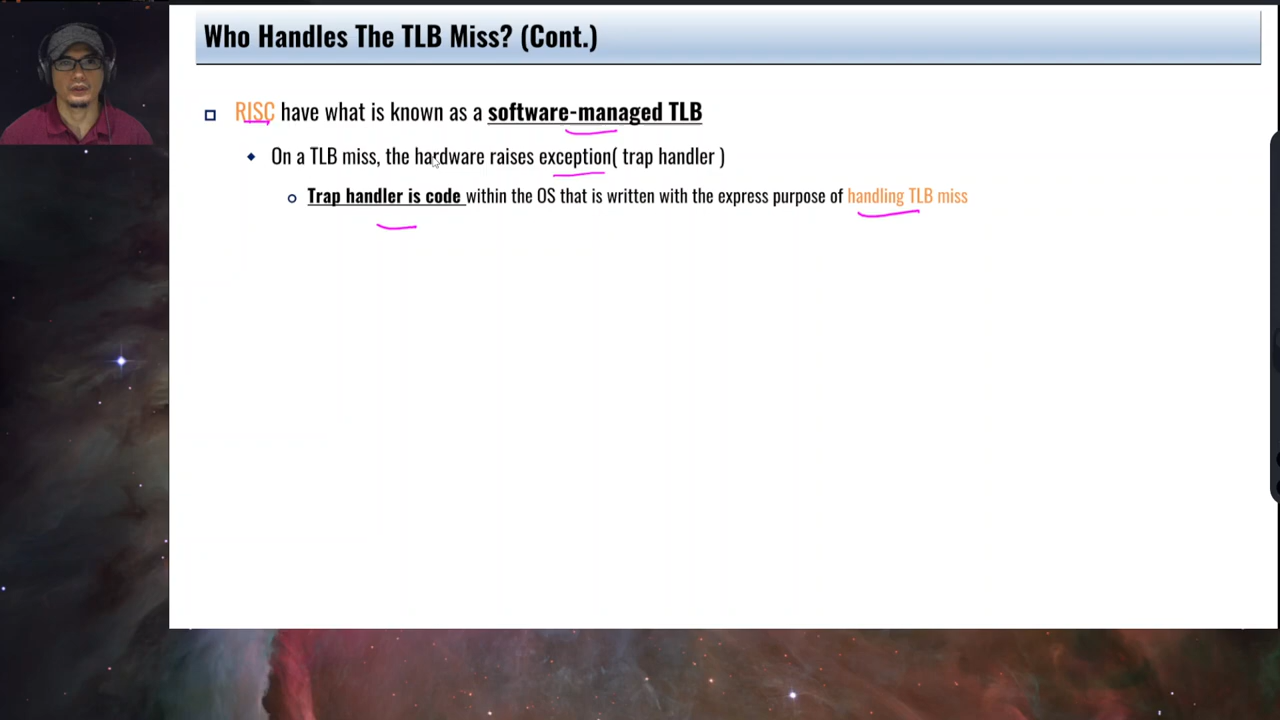 Who Handles The TLB Miss? (Cont.)
RISC have what is known as a software-managed TLB
On a TLB miss, the hardware raises exception( trap handler )
Trap handler is code within the OS that is written with the express purpose of handling TLB miss